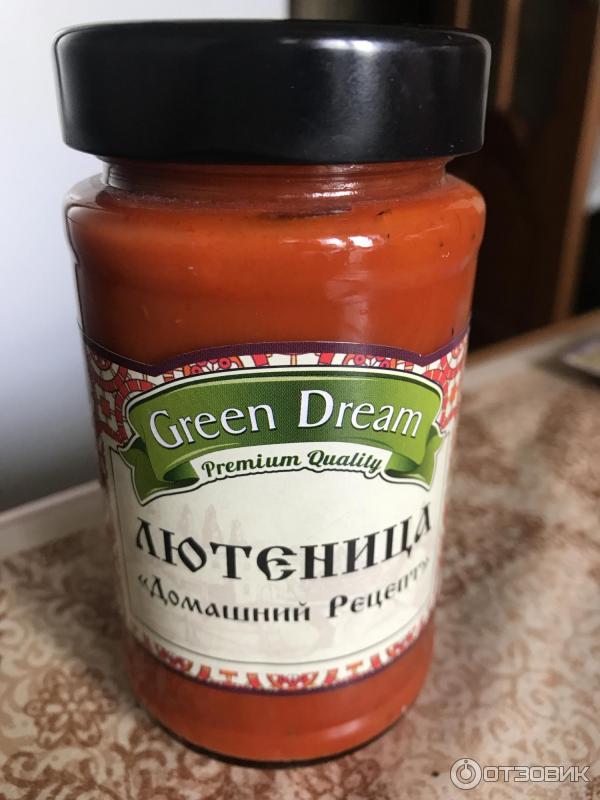 Green Dream
Premium Quality
ЛЮТЕНИЦА
«Домашний Рецепт»
ОТЗОВИК